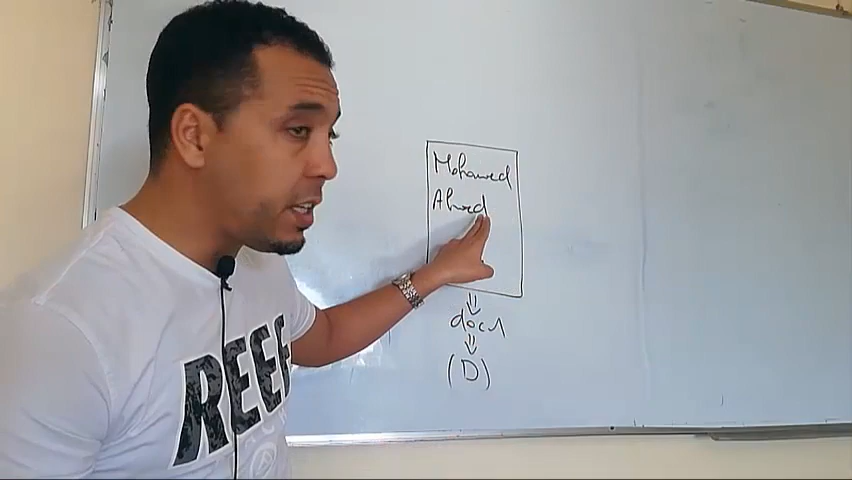 Mohamed
Ahmed
doc1
(D)
REEF